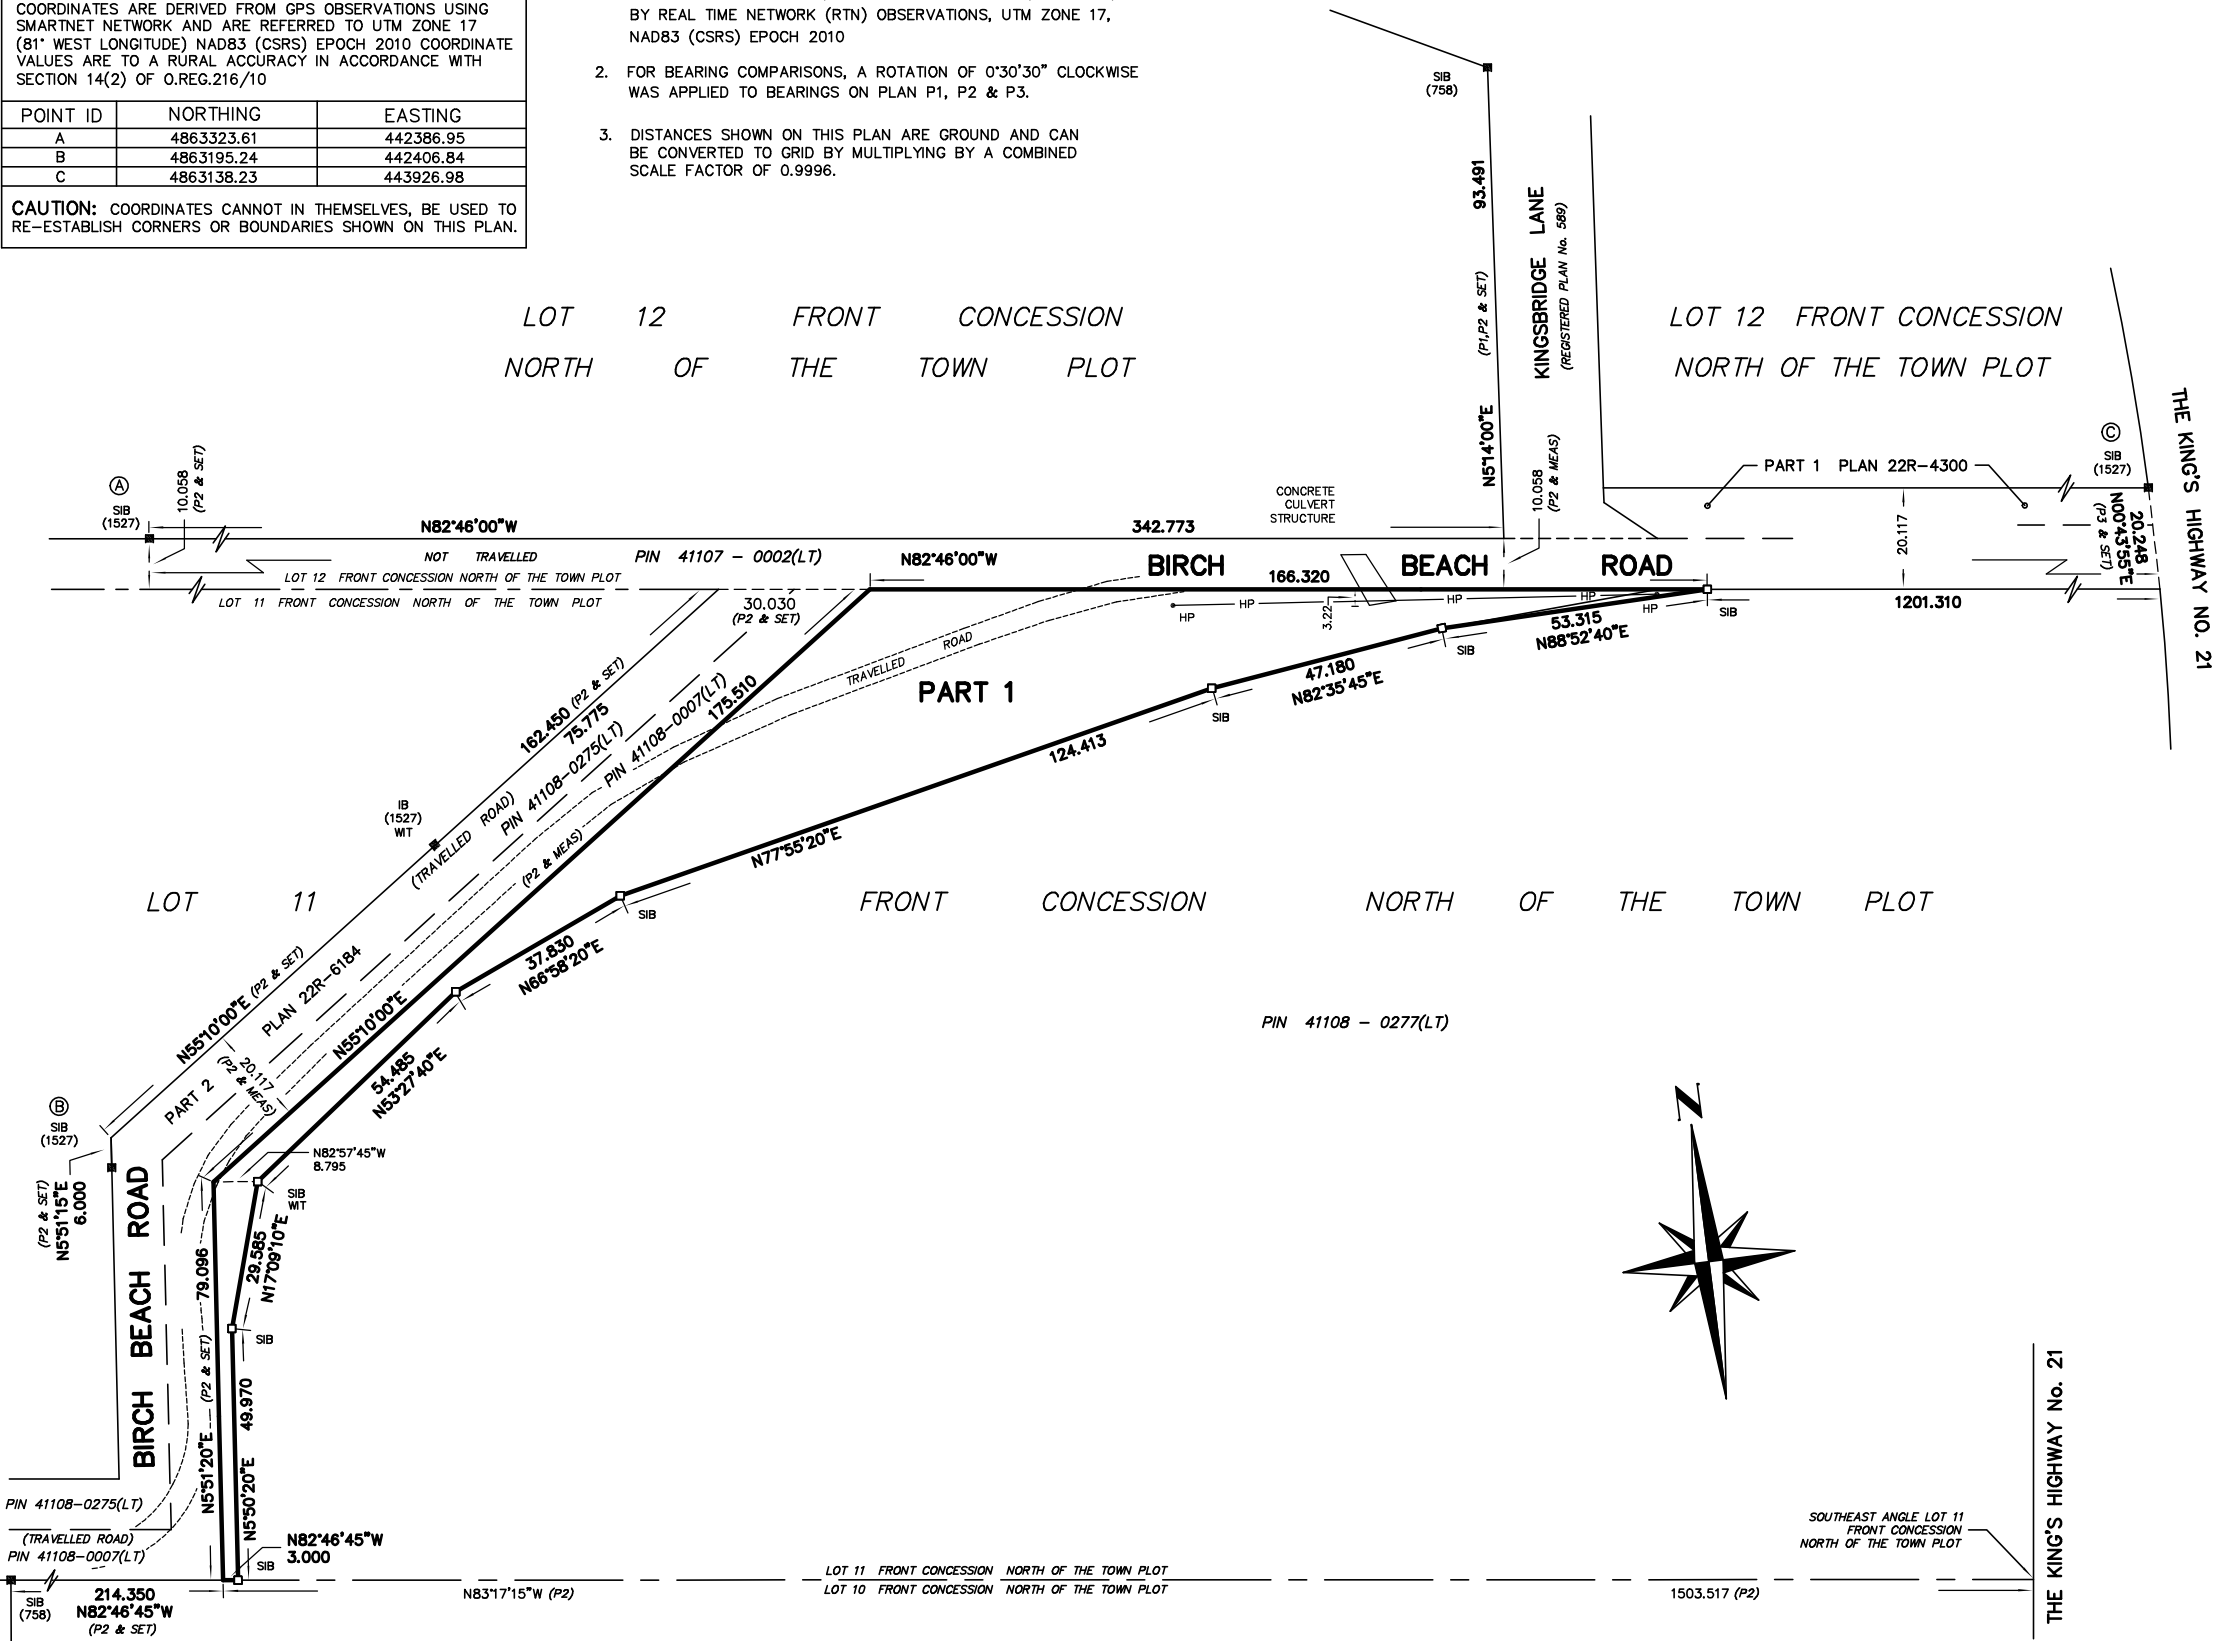 COORDINATES ARE DERIVED FROM GPS OBSERVATIONS USING
SMARTNET NETWORK AND ARE REFERRED TO UTM ZONE 17
(81° WEST LONGITUDE) NAD83 (CSRS) EPOCH 2010 COORDINATE
VALUES ARE TO A RURAL ACCURACY IN ACCORDANCE WITH
SECTION 14(2) OF O.REG.216/10
POINT ID NORTHING EASTING
A 4863323.61 442386.95
B 4863195.24 442406.84
C 4863138.23 443926.98
CAUTION: COORDINATES CANNOT IN THEMSELVES, BE USED TO
RE-ESTABLISH CORNERS OR BOUNDARIES SHOWN ON THIS PLAN.
BY REAL TIME NETWORK (RTN) OBSERVATIONS, UTM ZONE 17,
NAD83 (CSRS) EPOCH 2010
2. FOR BEARING COMPARISONS, A ROTATION OF 0°30'30" CLOCKWISE
WAS APPLIED TO BEARINGS ON PLAN P1, P2 & P3.
3. DISTANCES SHOWN ON THIS PLAN ARE GROUND AND CAN
BE CONVERTED TO GRID BY MULTIPLYING BY A COMBINED
SCALE FACTOR OF 0.9996.
SIB
(758)
93.491
(P1,P2 & SET)
N5°14'00"E
KINGSBRIDGE LANE
(REGISTERED PLAN No. 589)
LOT 12 FRONT CONCESSION
NORTH OF THE TOWN PLOT
LOT 12 FRONT CONCESSION
NORTH OF THE TOWN PLOT
THE KING'S HIGHWAY NO. 21
A
SIB
(1527)
10.058
(P2 & SET)
N82°46'00"W
342.773
CONCRETE
CULVERT
STRUCTURE
10.058
(P2 & MEAS)
PART 1 PLAN 22R-4300
C
SIB
(1527)
20.248
N00°43'55"E
(P3 & SET)
20.117
NOT TRAVELLED
PIN 41107 - 0002(LT)
N82°46'00"W
BIRCH BEACH ROAD
LOT 12 FRONT CONCESSION NORTH OF THE TOWN PLOT
LOT 11 FRONT CONCESSION NORTH OF THE TOWN PLOT
30.030
(P2 & SET)
166.320
3.22
HP
HP
HP
HP
HP
HP
SIB
1201.310
53.315
N88°52'40"E
SIB
47.180
N82°35'45"E
SIB
TRAVELLED ROAD
PART 1
162.450 (P2 & SET)
75.775
PIN 41108-0275(LT)
PIN 41108-0007(LT)
175.510
124.413
N77°55'20"E
IB
(1527)
WIT
(TRAVELLED ROAD)
(P2 & MEAS)
LOT 11 FRONT CONCESSION NORTH OF THE TOWN PLOT
SIB
37.830
N66°58'20"E
N55°10'00"E (P2 & SET)
PLAN 22R-6184
N55°10'00"E
PIN 41108 - 0277(LT)
PART 2
20.117
(P2 & MEAS)
54.485
N53°27'40"E
B
SIB
(1527)
N
N82°57'45"W
8.795
SIB
WIT
(P2 & SET)
N5°51'15"E
6.000
BIRCH BEACH ROAD
79.096
(P2 & SET)
N5°51'20"E
29.585
N17°09'10"E
SIB
49.970
N5°50'20"E
PIN 41108-0275(LT)
(TRAVELLED ROAD)
PIN 41108-0007(LT)
N82°46'45"W
3.000
SIB
SIB
(758)
214.350
N82°46'45"W
(P2 & SET)
N83°17'15"W (P2)
LOT 11 FRONT CONCESSION NORTH OF THE TOWN PLOT
LOT 10 FRONT CONCESSION NORTH OF THE TOWN PLOT
1503.517 (P2)
SOUTHEAST ANGLE LOT 11
FRONT CONCESSION
NORTH OF THE TOWN PLOT
THE KING'S HIGHWAY No. 21